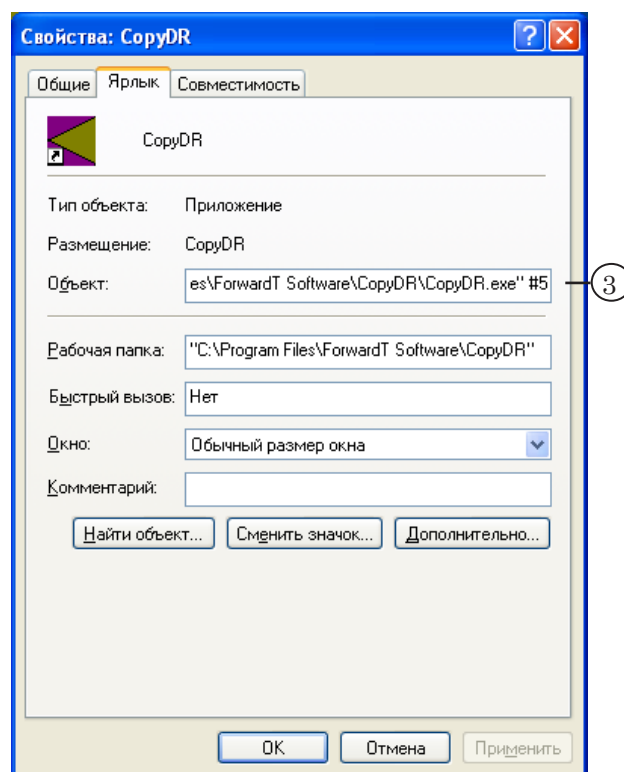 Свойства: CopyDR
Общие Ярлык Совместимость
CopyDR
Тип объекта: Приложение
Размещение: CopyDR
Объект: es\ForwardT Software\CopyDR\CopyDR.exe" #5
3
Рабочая папка: "C:\Program Files\ForwardT Software\CopyDR"
Быстрый вызов: Нет
Окно: Обычный размер окна
Комментарий:
Найти объект... Сменить значок... Дополнительно...
OK Отмена Применить